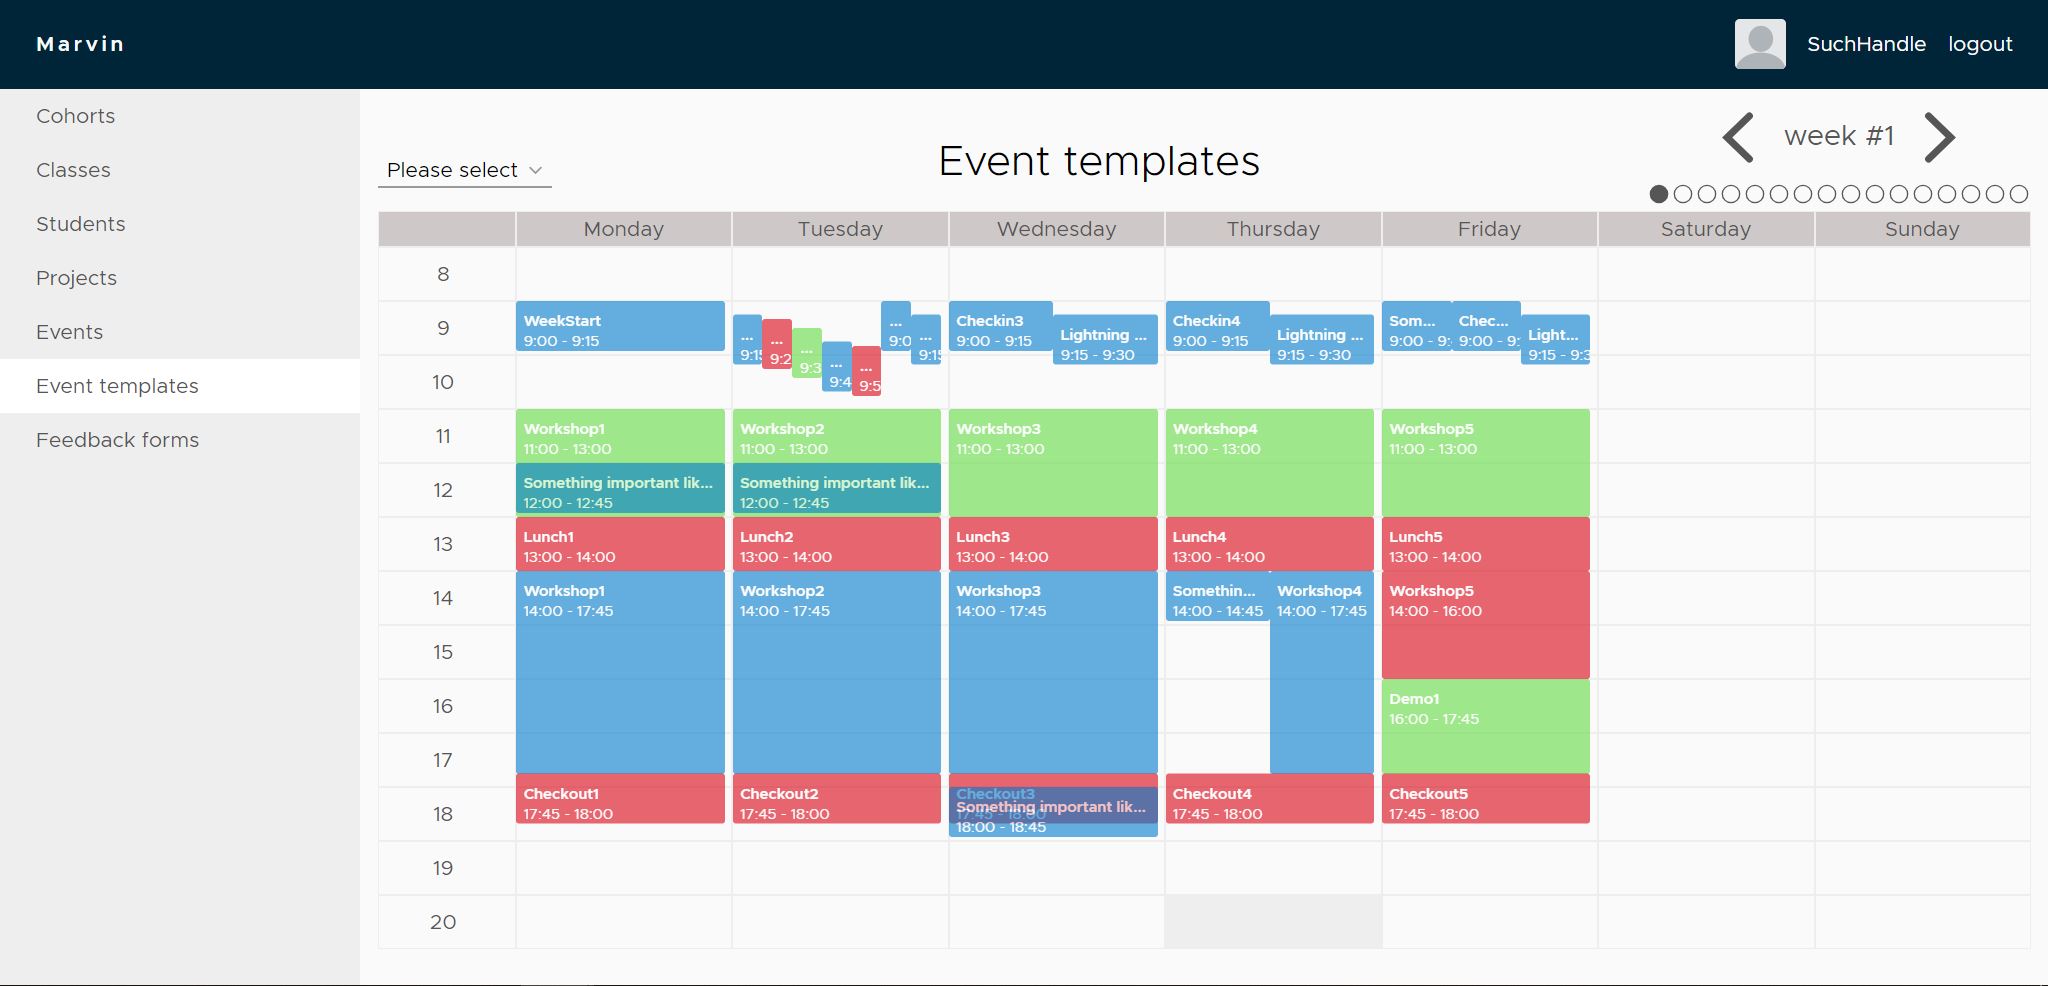 Marvin
SuchHandle logout
Cohorts
Classes
Students
Projects
Events
Event templates
Feedback forms
Please select
Event templates
week #1
Monday Tuesday Wednesday Thursday Friday Saturday Sunday
8
9
10
11
12
13
14
15
16
17
18
19
20
WeekStart
9:00 - 9:15
...
9:15
...
9:2
...
9:3
...
9:4
...
9:5
...
9:0
...
9:15
Checkin3
9:00 - 9:15
Lightning ...
9:15 - 9:30
Checkin4
9:00 - 9:15
Lightning ...
9:15 - 9:30
Som...
9:00 - 9:
Chec...
9:00 - 9:
Light...
9:15 - 9:3
Workshop1
11:00 - 13:00
Workshop2
11:00 - 13:00
Workshop3
11:00 - 13:00
Workshop4
11:00 - 13:00
Workshop5
11:00 - 13:00
Something important lik...
12:00 - 12:45
Something important lik...
12:00 - 12:45
Lunch1
13:00 - 14:00
Lunch2
13:00 - 14:00
Lunch3
13:00 - 14:00
Lunch4
13:00 - 14:00
Lunch5
13:00 - 14:00
Workshop1
14:00 - 17:45
Workshop2
14:00 - 17:45
Workshop3
14:00 - 17:45
Somethin...
14:00 - 14:45
Workshop4
14:00 - 17:45
Workshop5
14:00 - 16:00
Demo1
16:00 - 17:45
Checkout1
17:45 - 18:00
Checkout2
17:45 - 18:00
Checkout3
17:45 - 18:00
Something important lik...
18:00 - 18:45
Checkout4
17:45 - 18:00
Checkout5
17:45 - 18:00